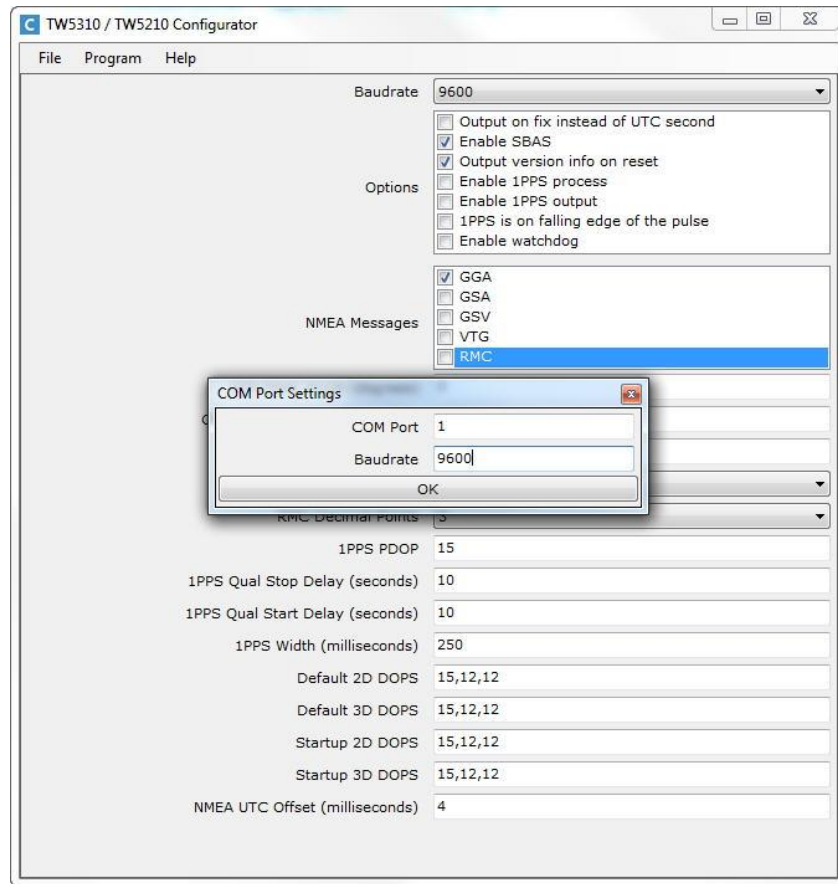 C TW5310 / TW5210 Configurator
File Program Help
Baudrate 9600
Options
Output on fix instead of UTC second
Enable SBAS
Output version info on reset
Enable 1PPS process
Enable 1PPS output
1PPS is on falling edge of the pulse
Enable watchdog
NMEA Messages
GGA
GSA
GSV
VTG
RMC
COM Port Settings
COM Port 1
Baudrate 9600
OK
RMC Decimal Points 3
1PPS PDOP 15
1PPS Qual Stop Delay (seconds) 10
1PPS Qual Start Delay (seconds) 10
1PPS Width (milliseconds) 250
Default 2D DOPS 15,12,12
Default 3D DOPS 15,12,12
Startup 2D DOPS 15,12,12
Startup 3D DOPS 15,12,12
NMEA UTC Offset (milliseconds) 4